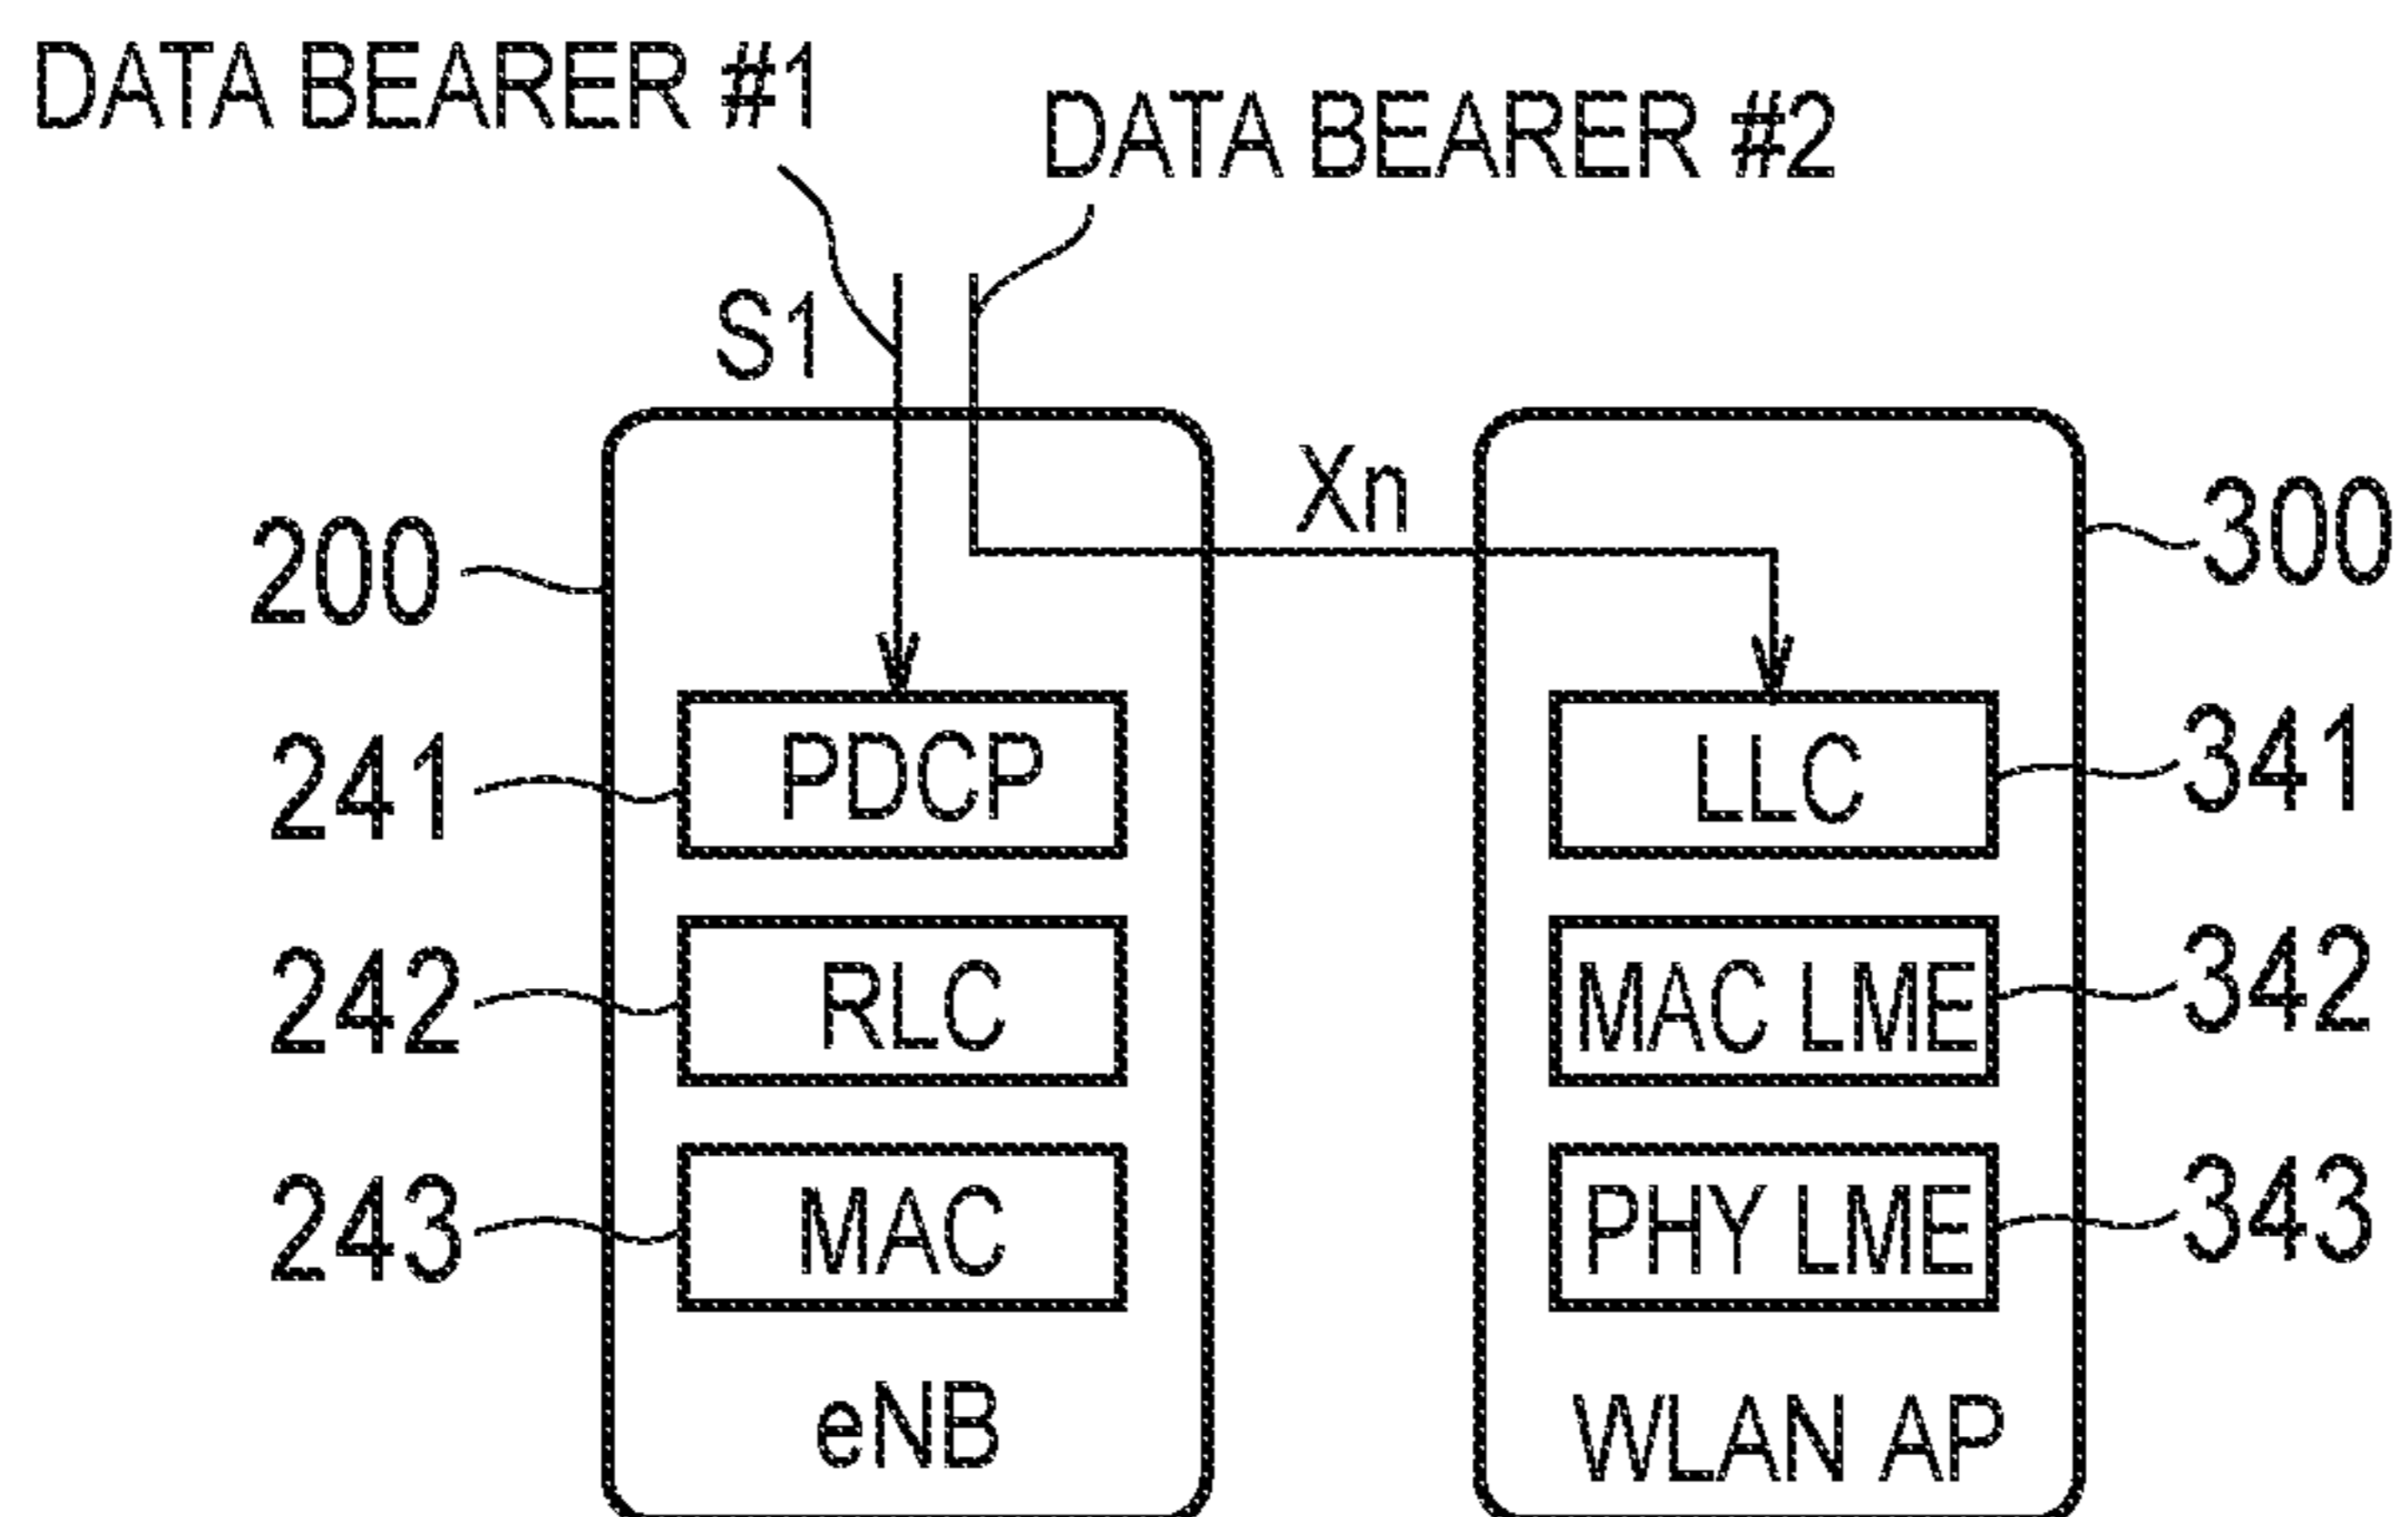 DATA BEARER #1
DATA BEARER #2
S1
Xn
200
300
241
PDCP
LLC
341
242
RLC
MAC LME
342
243
MAC
PHY LME
343
eNB
WLAN AP